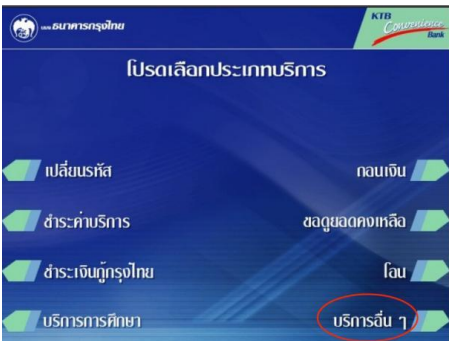 บมจ. ธนาคารกรุงไทย
KTB
Convenience
Bank
โปรดเลือกประเภทบริการ
เปลี่ยนรหัส
ถอนเงิน
ชำระค่าบริการ
ขอดูยอดคงเหลือ
ชำระเงินกู้กรุงไทย
โอน
บริการการศึกษา
บริการอื่น ๆ